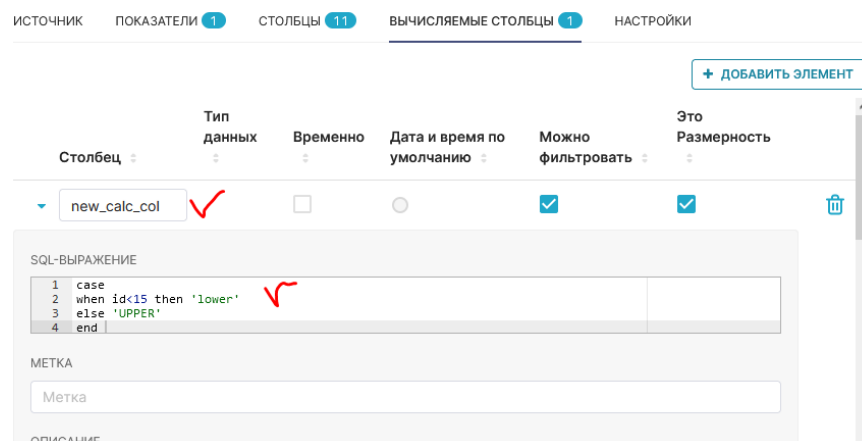 ИСТОЧНИК ПОКАЗАТЕЛИ 1 СТОЛБЦЫ 11 ВЫЧИСЛЯЕМЫЕ СТОЛБЦЫ 1 НАСТРОЙКИ
+ ДОБАВИТЬ ЭЛЕМЕНТ
Столбец
Тип
данных
Временно
Дата и время по
умолчанию
Можно
фильтровать
Это
Размерность
new_calc_col
SQL-ВЫРАЖЕНИЕ
1 case
2 when id<15 then 'lower'
3 else 'UPPER'
4 end
МЕТКА
Метка
ОПИСАНИЕ